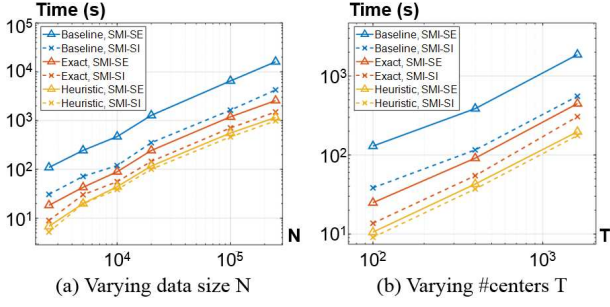 Time (s)
10^5
10^4
10^3
10^2
10^1
Baseline, SMI-SE
Baseline, SMI-SI
Exact, SMI-SE
Exact, SMI-SI
Heuristic, SMI-SE
Heuristic, SMI-SI
10^4
10^5
N
(a) Varying data size N
Time (s)
10^3
10^2
10^1
Baseline, SMI-SE
Baseline, SMI-SI
Exact, SMI-SE
Exact, SMI-SI
Heuristic, SMI-SE
Heuristic, SMI-SI
10^2
10^3
T
(b) Varying #centers T